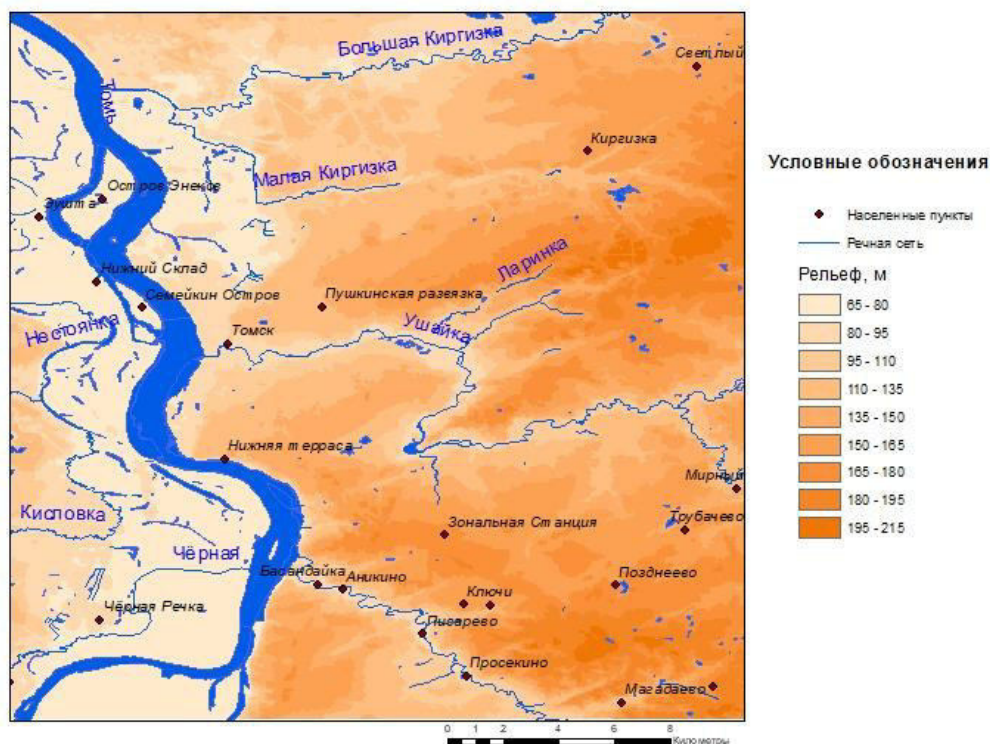 Большая Киргизка
Светлый
Томь
Киргизка
Малая Киргизка
Остров Энеков
Эушта
Ларинка
Нижний Склад
Семейкин Остров
Пушкинская развязка
Нестоянка
Томск
Ушайка
Нижняя терраса
Мирный
Кисловка
Зональная Станция
Трубачево
Чёрная
Басандайка
Аникино
Позднеево
Ключи
Чёрная Речка
Писарево
Просекино
Магадаево
Условные обозначения
Населенные пункты
Речная сеть
Рельеф, м
65 - 80
80 - 95
95 - 110
110 - 135
135 - 150
150 - 165
165 - 180
180 - 195
195 - 215
0 1 2 4 6 8
Километры